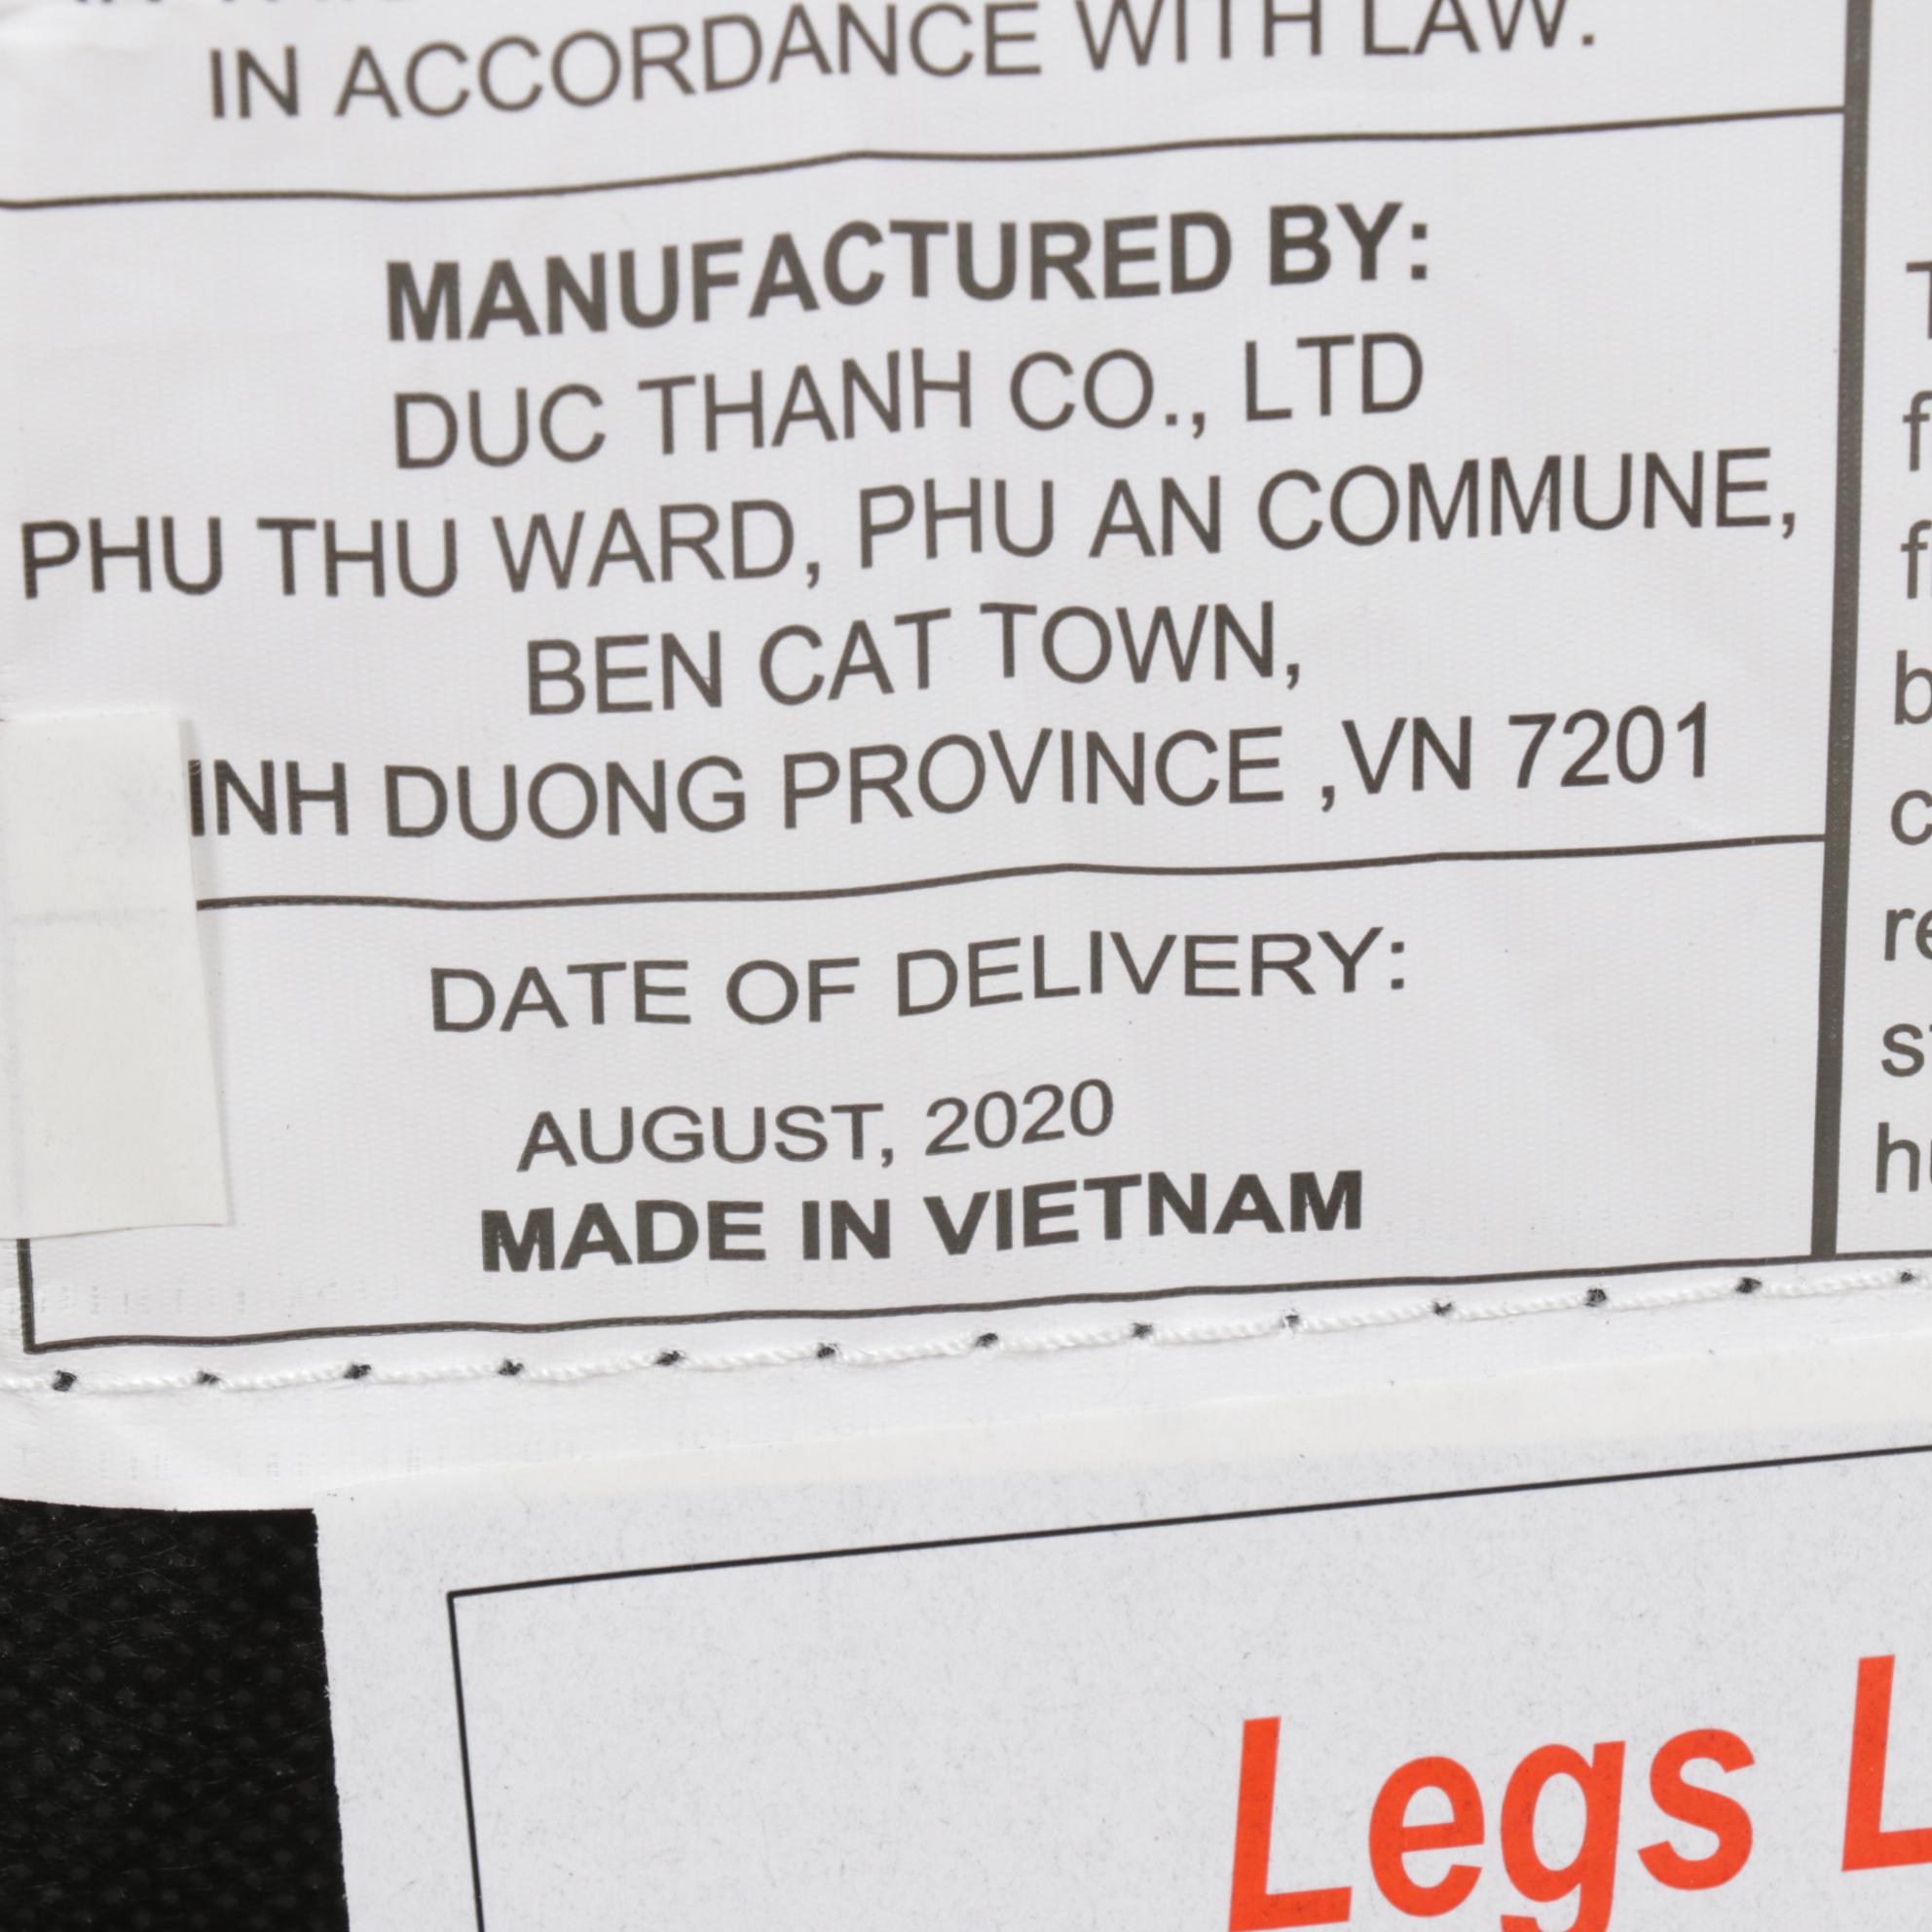 IN ACCORDANCE WITH LAW.
MANUFACTURED BY:
DUC THANH CO., LTD
PHU THU WARD, PHU AN COMMUNE,
BEN CAT TOWN,
INH DUONG PROVINCE ,VN 7201
DATE OF DELIVERY:
AUGUST, 2020
MADE IN VIETNAM
Legs L